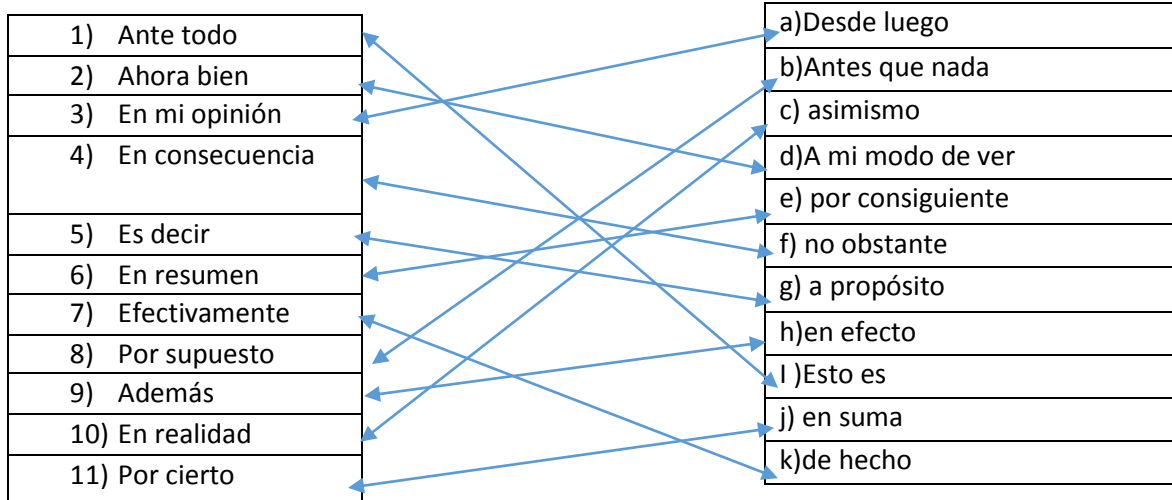 1) Ante todo
2) Ahora bien
3) En mi opinión
4) En consecuencia
5) Es decir
6) En resumen
7) Efectivamente
8) Por supuesto
9) Además
10) En realidad
11) Por cierto
a)Desde luego
b)Antes que nada
c) asimismo
d)A mi modo de ver
e) por consiguiente
f) no obstante
g) a propósito
h)en efecto
I )Esto es
j) en suma
k)de hecho